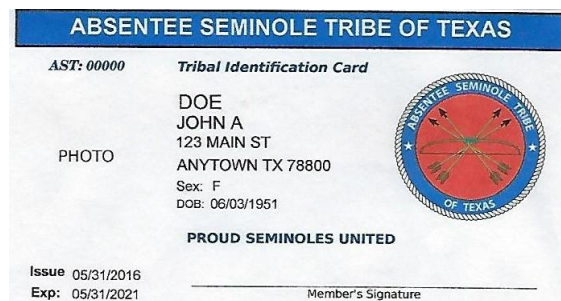 ABSENTEE SEMINOLE TRIBE OF TEXAS
AST: 00000
Tribal Identification Card
DOE
JOHN A
123 MAIN ST
ANYTOWN TX 78800
Sex: F
DOB: 06/03/1951
PHOTO
ABSENTEE SEMINOLE TRIBE
OF TEXAS
PROUD SEMINOLES UNITED
Issue 05/31/2016
Exp: 05/31/2021
Member's Signature